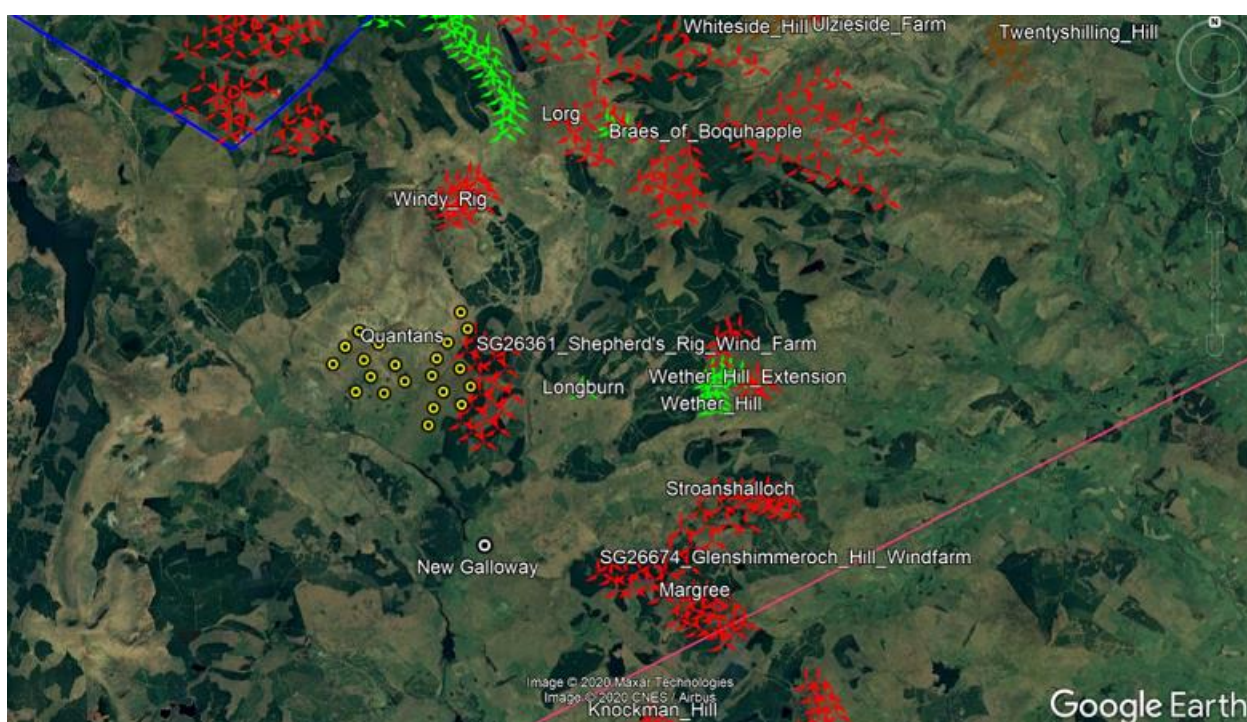 Whiteside_Hill
Ulzieside_Farm
Twentyshilling_Hill
N
Lorg
Braes_of_Boquhapple
Windy_Rig
Quantans
SG26361_Shepherd's_Rig_Wind_Farm
Longburn
Wether_Hill_Extension
Wether_Hill
Stroanshalloch
New Galloway
SG26674_Glenshimmeroch_Hill_Windfarm
Margree
Image © 2020 Maxar Technologies
Image © 2020 CNES / Airbus
Knockman_Hill
Google Earth